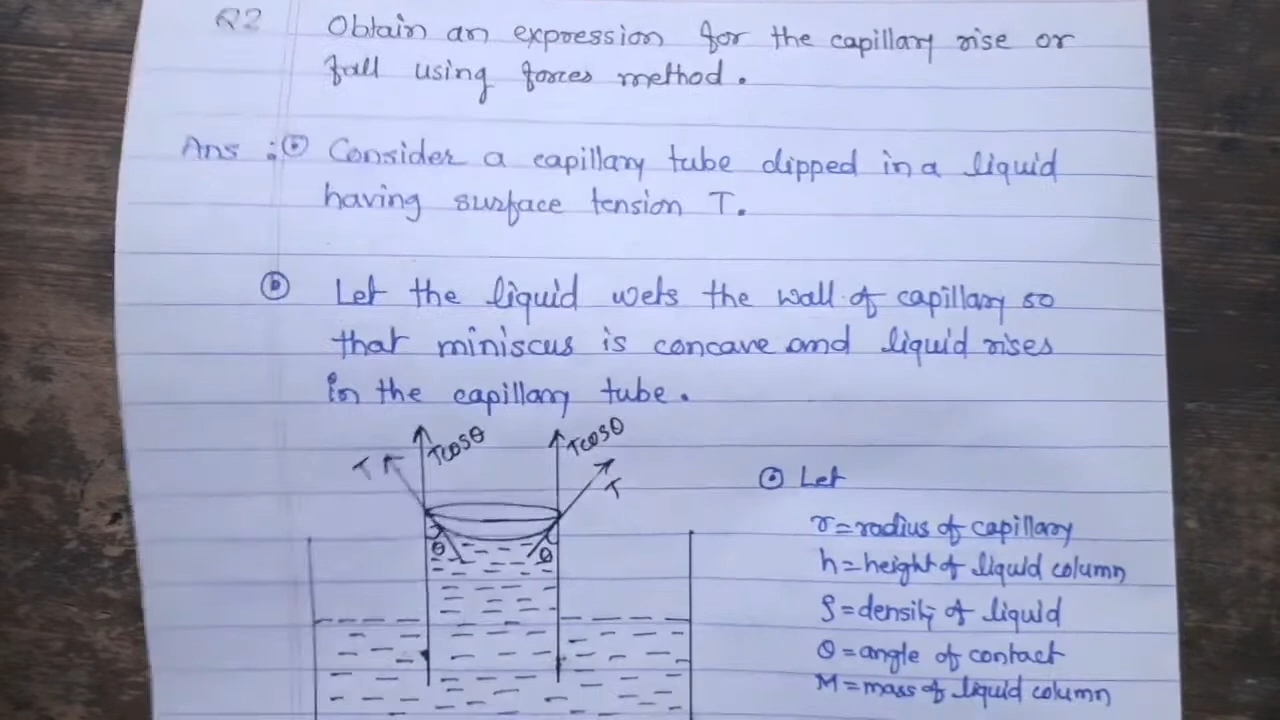 Q2 Obtain an expression for the capillary rise or
fall using forces method.
Ans : Consider a capillary tube dipped in a liquid
having surface tension T.
Let the liquid wets the wall of capillary so
that miniscus is concave and liquid rises
in the capillary tube.
Tcosθ Tcosθ
T T
Let
r=radius of capillary
θ θ
h=height of liquid column
ρ=density of liquid
θ=angle of contact
M=mass of liquid column